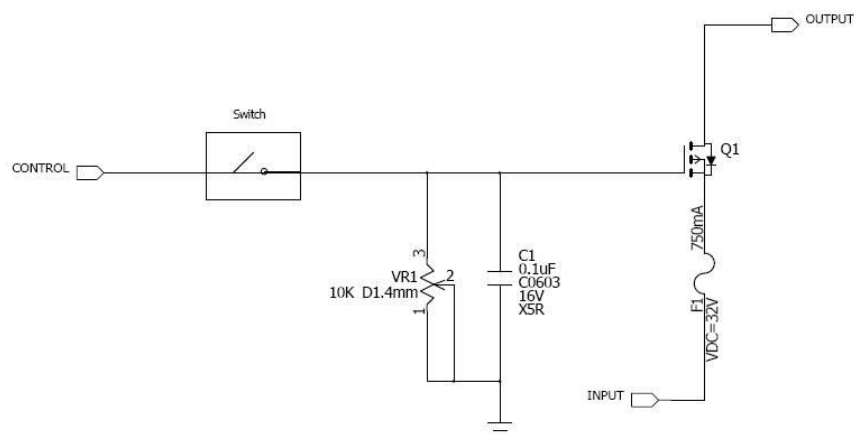 OUTPUT
Switch
Q1
CONTROL
750mA
3
C1
0.1uF
VR1
2
C0603
10K D1.4mm
16V
1
X5R
F1
VDC=32V
INPUT